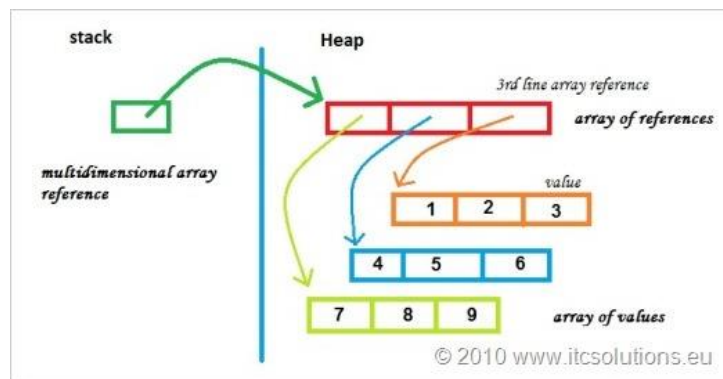 stack
Heap
3rd line array reference
array of references
multidimensional array
reference
value
1 2 3
4 5 6
7 8 9
array of values
© 2010 www.itcsolutions.eu